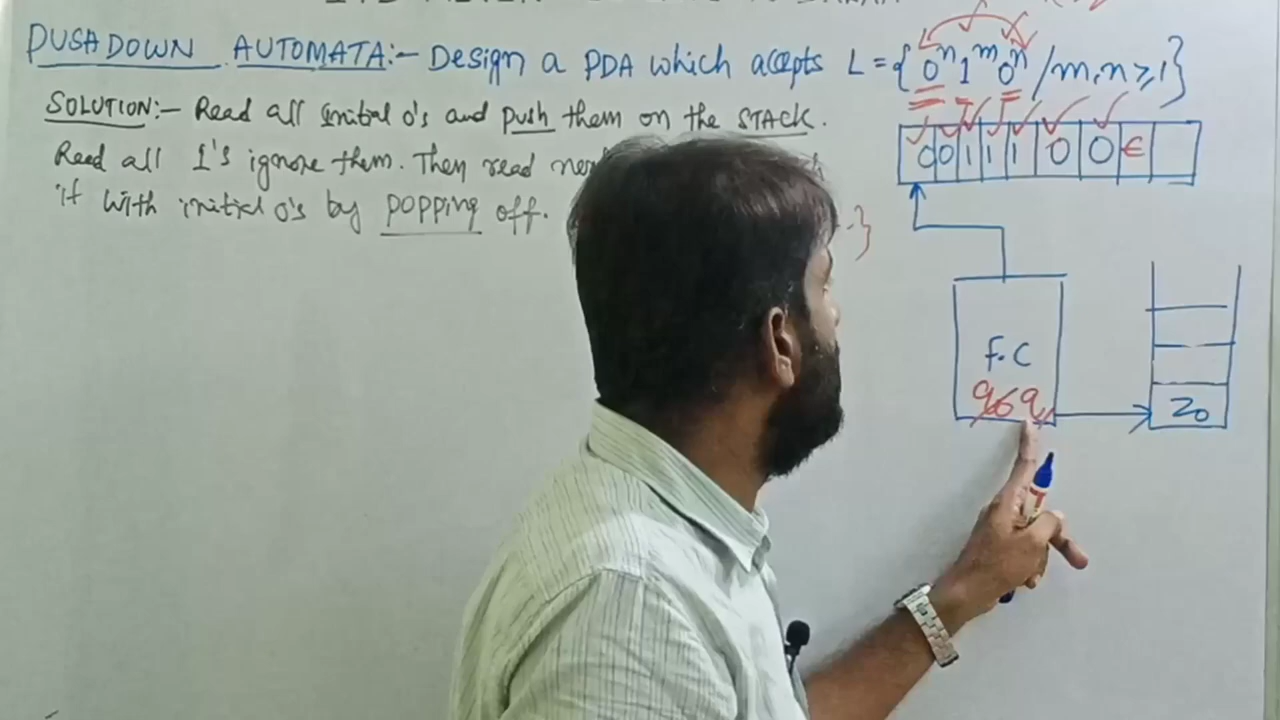 PUSHDOWN AUTOMATA:- Design a PDA which accepts L = {0ⁿ1ᵐ0ⁿ / m,n ≥ 1}
SOLUTION:- Read all initial 0's and push them on the STACK.
Read all 1's ignore them. Then read
it with initial 0's by popping off.
0 0 1 1 1 0 0 €
F.C
q0 q1
Z0